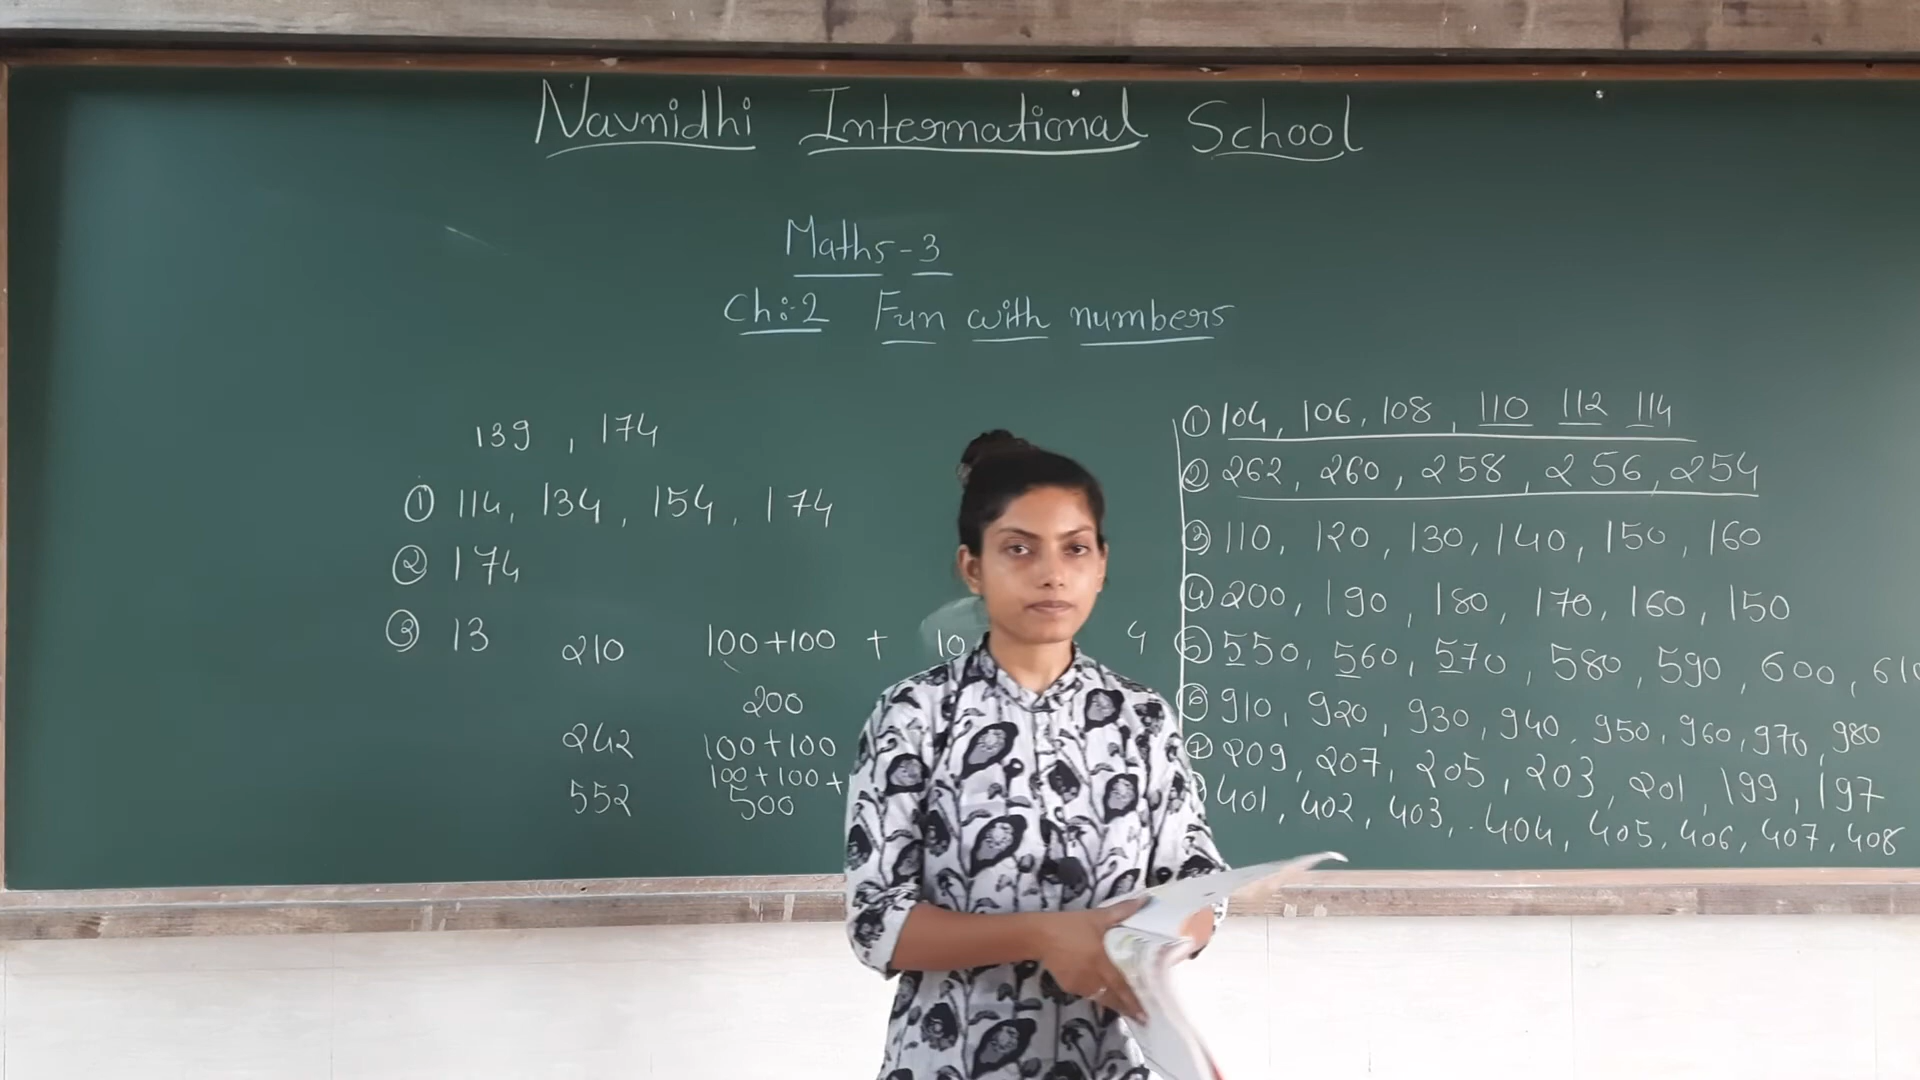 Navnidhi International School
Maths-3
Ch:-2 Fun with numbers
139 , 174
① 114, 134, 154, 174
② 174
③ 13
210 100+100 + 10 4
200
242 100+100
100+100+
552 500
① 104, 106, 108, 110 112 114
② 262, 260, 258, 256, 254
③ 110, 120, 130, 140, 150, 160
④ 200, 190, 180, 170, 160, 150
⑤ 550, 560, 570, 580, 590, 600, 610
⑥ 910, 920, 930, 940, 950, 960, 970, 980
⑦ 209, 207, 205, 203, 201, 199, 197
401, 402, 403, 404, 405, 406, 407, 408